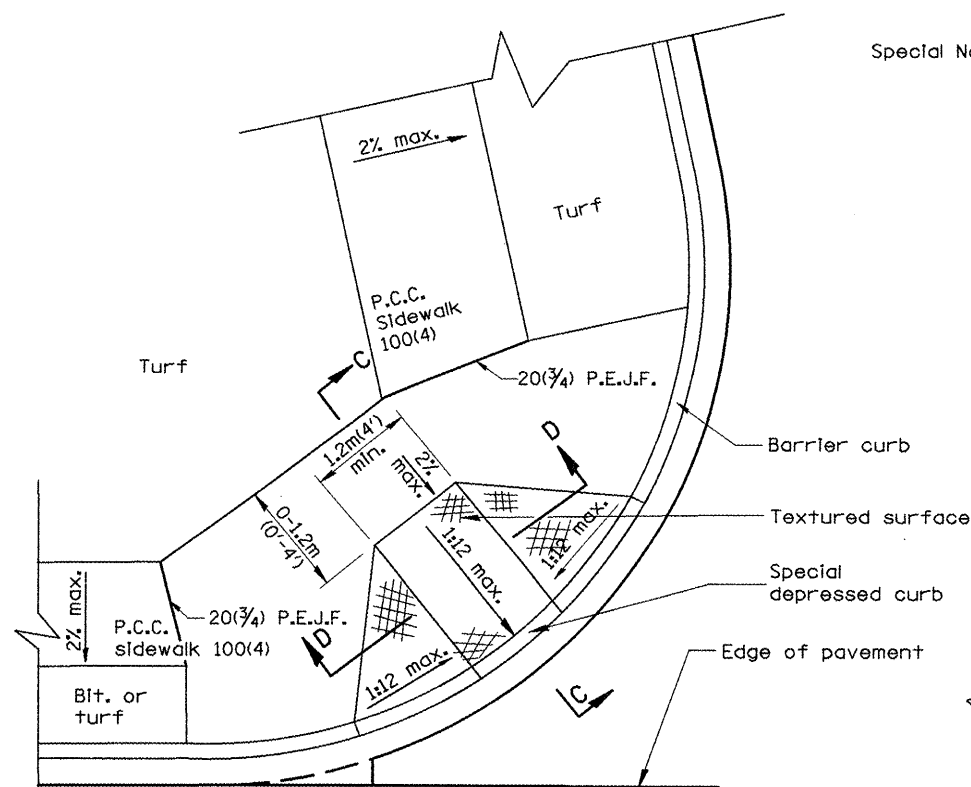 Special No
2% max.
Turf
P.C.C.
Sidewalk
100(4)
Turf
C
20(3/4) P.E.J.F.
1.2m(4')
min.
2%
max.
D
Barrier curb
0-1.2m
(0'-4')
1:12 max.
1:12 max.
Textured surface
Special
depressed curb
2% max.
P.C.C.
sidewalk 100(4)
20(3/4) P.E.J.F.
D
1:12 max.
Edge of pavement
Bit. or
turf
C